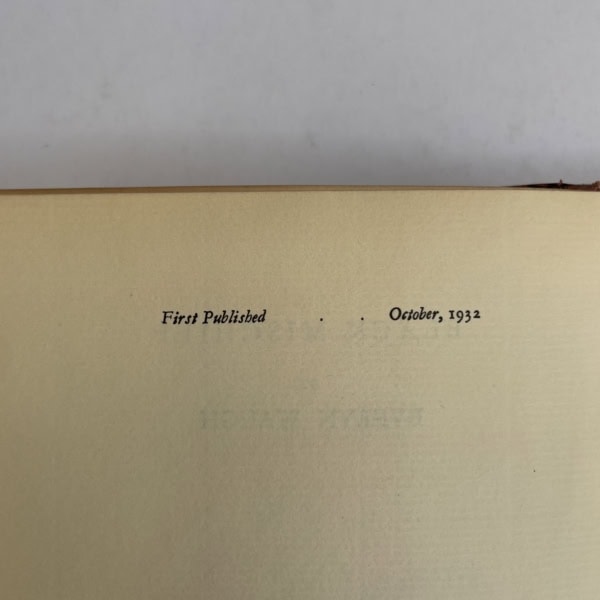 First Published . . October, 1932